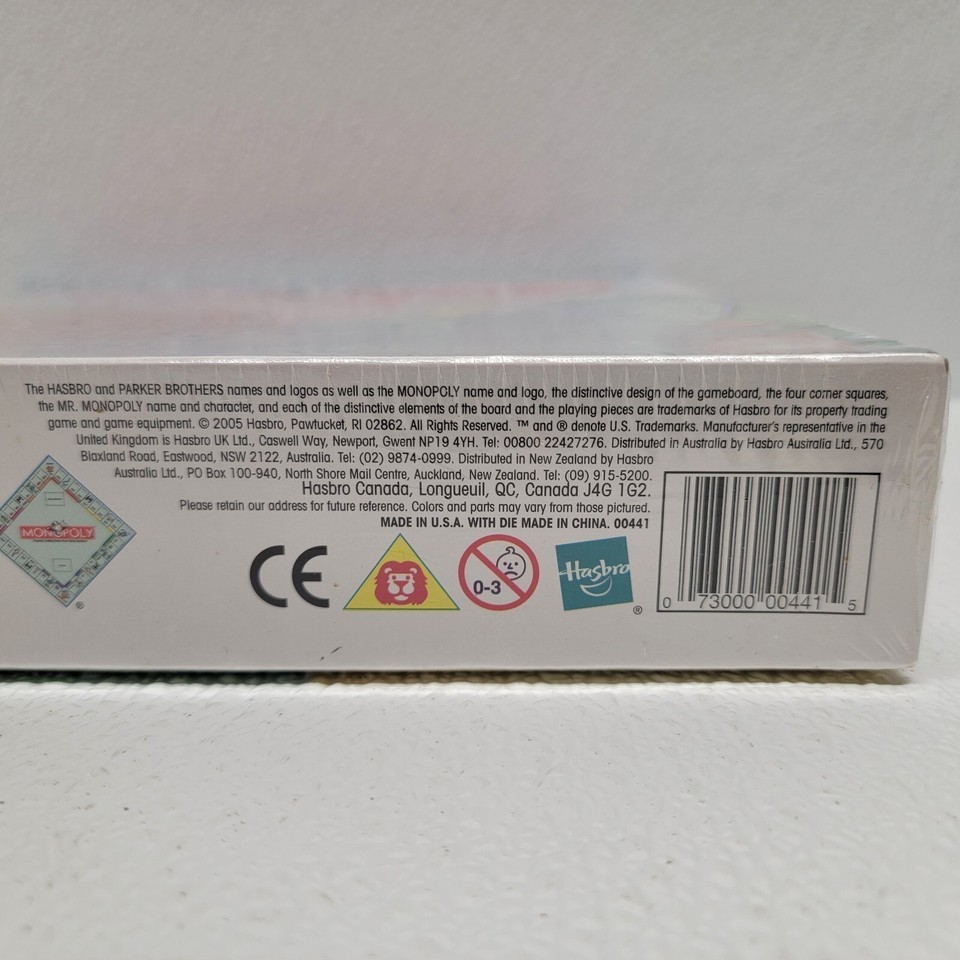 The HASBRO and PARKER BROTHERS names and logos as well as the MONOPOLY name and logo, the distinctive design of the gameboard, the four corner squares,
the MR. MONOPOLY name and character, and each of the distinctive elements of the board and the playing pieces are trademarks of Hasbro for its property trading
game and game equipment. © 2005 Hasbro, Pawtucket, RI 02862. All Rights Reserved. ™ and ® denote U.S. Trademarks. Manufacturer's representative in the
United Kingdom is Hasbro UK Ltd., Caswell Way, Newport, Gwent NP19 4YH. Tel: 00800 22427276. Distributed in Australia by Hasbro Australia Ltd., 570
Blaxland Road, Eastwood, NSW 2122, Australia. Tel: (02) 9874-0999. Distributed in New Zealand by Hasbro
Australia Ltd., PO Box 100-940, North Shore Mail Centre, Auckland, New Zealand. Tel: (09) 915-5200.
Hasbro Canada, Longueuil, QC, Canada J4G 1G2.
Please retain our address for future reference. Colors and parts may vary from those pictured.
MADE IN U.S.A. WITH DIE MADE IN CHINA. 00441
MONOPOLY
®
CE
0-3
Hasbro
®
0 73000 00441 5